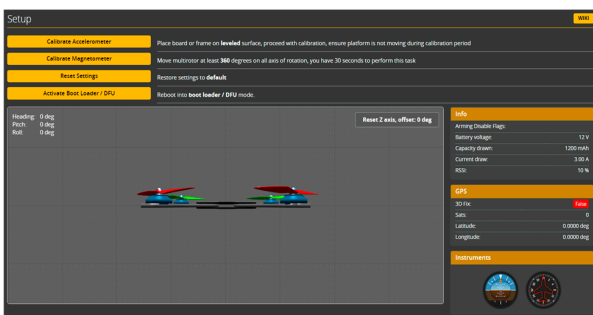 Setup
WIKI
Calibrate Accelerometer
Place board or frame on leveled surface, proceed with calibration, ensure platform is not moving during calibration period
Calibrate Magnetometer
Move multirotor at least 360 degrees on all axis of rotation, you have 30 seconds to perform this task
Reset Settings
Restore settings to default
Activate Boot Loader / DFU
Reboot into boot loader / DFU mode.
Heading: 0 deg
Pitch: 0 deg
Roll: 0 deg
Reset Z axis, offset: 0 deg
Info
Arming Disable Flags:
Battery voltage: 12 V
Capacity drawn: 1200 mAh
Current draw: 3.00 A
RSSI: 10 %
GPS
3D Fix: False
Sats: 0
Latitude: 0.0000 deg
Longitude: 0.0000 deg
Instruments